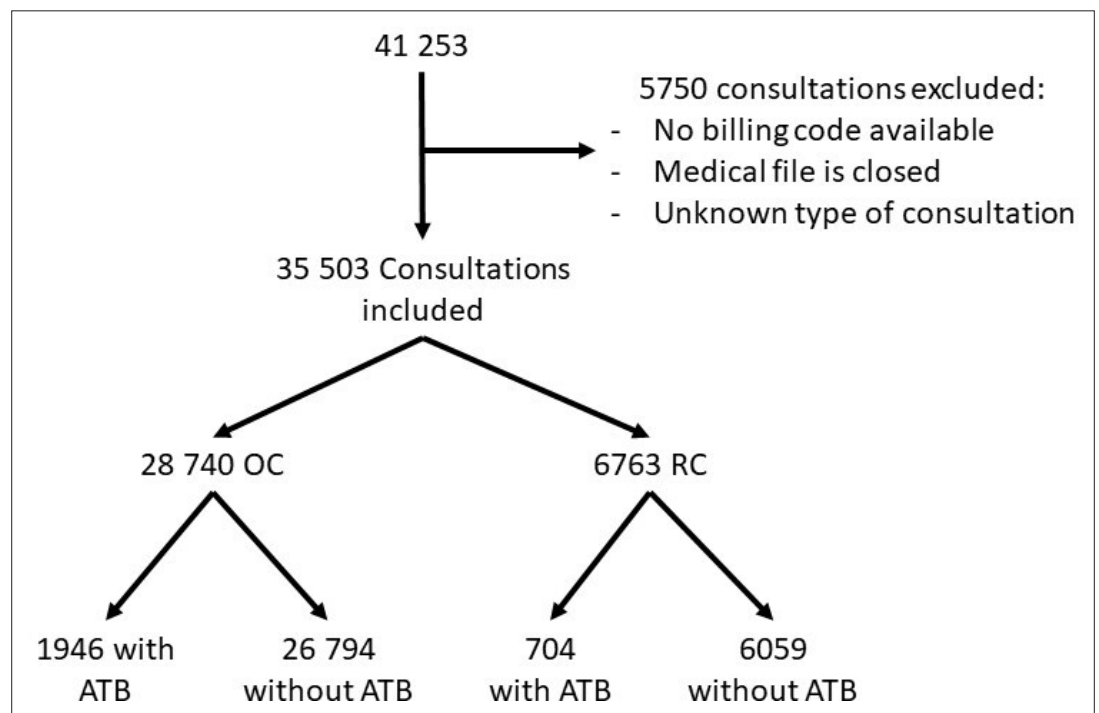 41 253
5750 consultations excluded:
- No billing code available
- Medical file is closed
- Unknown type of consultation
35 503 Consultations
included
28 740 OC
6763 RC
1946 with
ATB
26 794
without ATB
704
with ATB
6059
without ATB